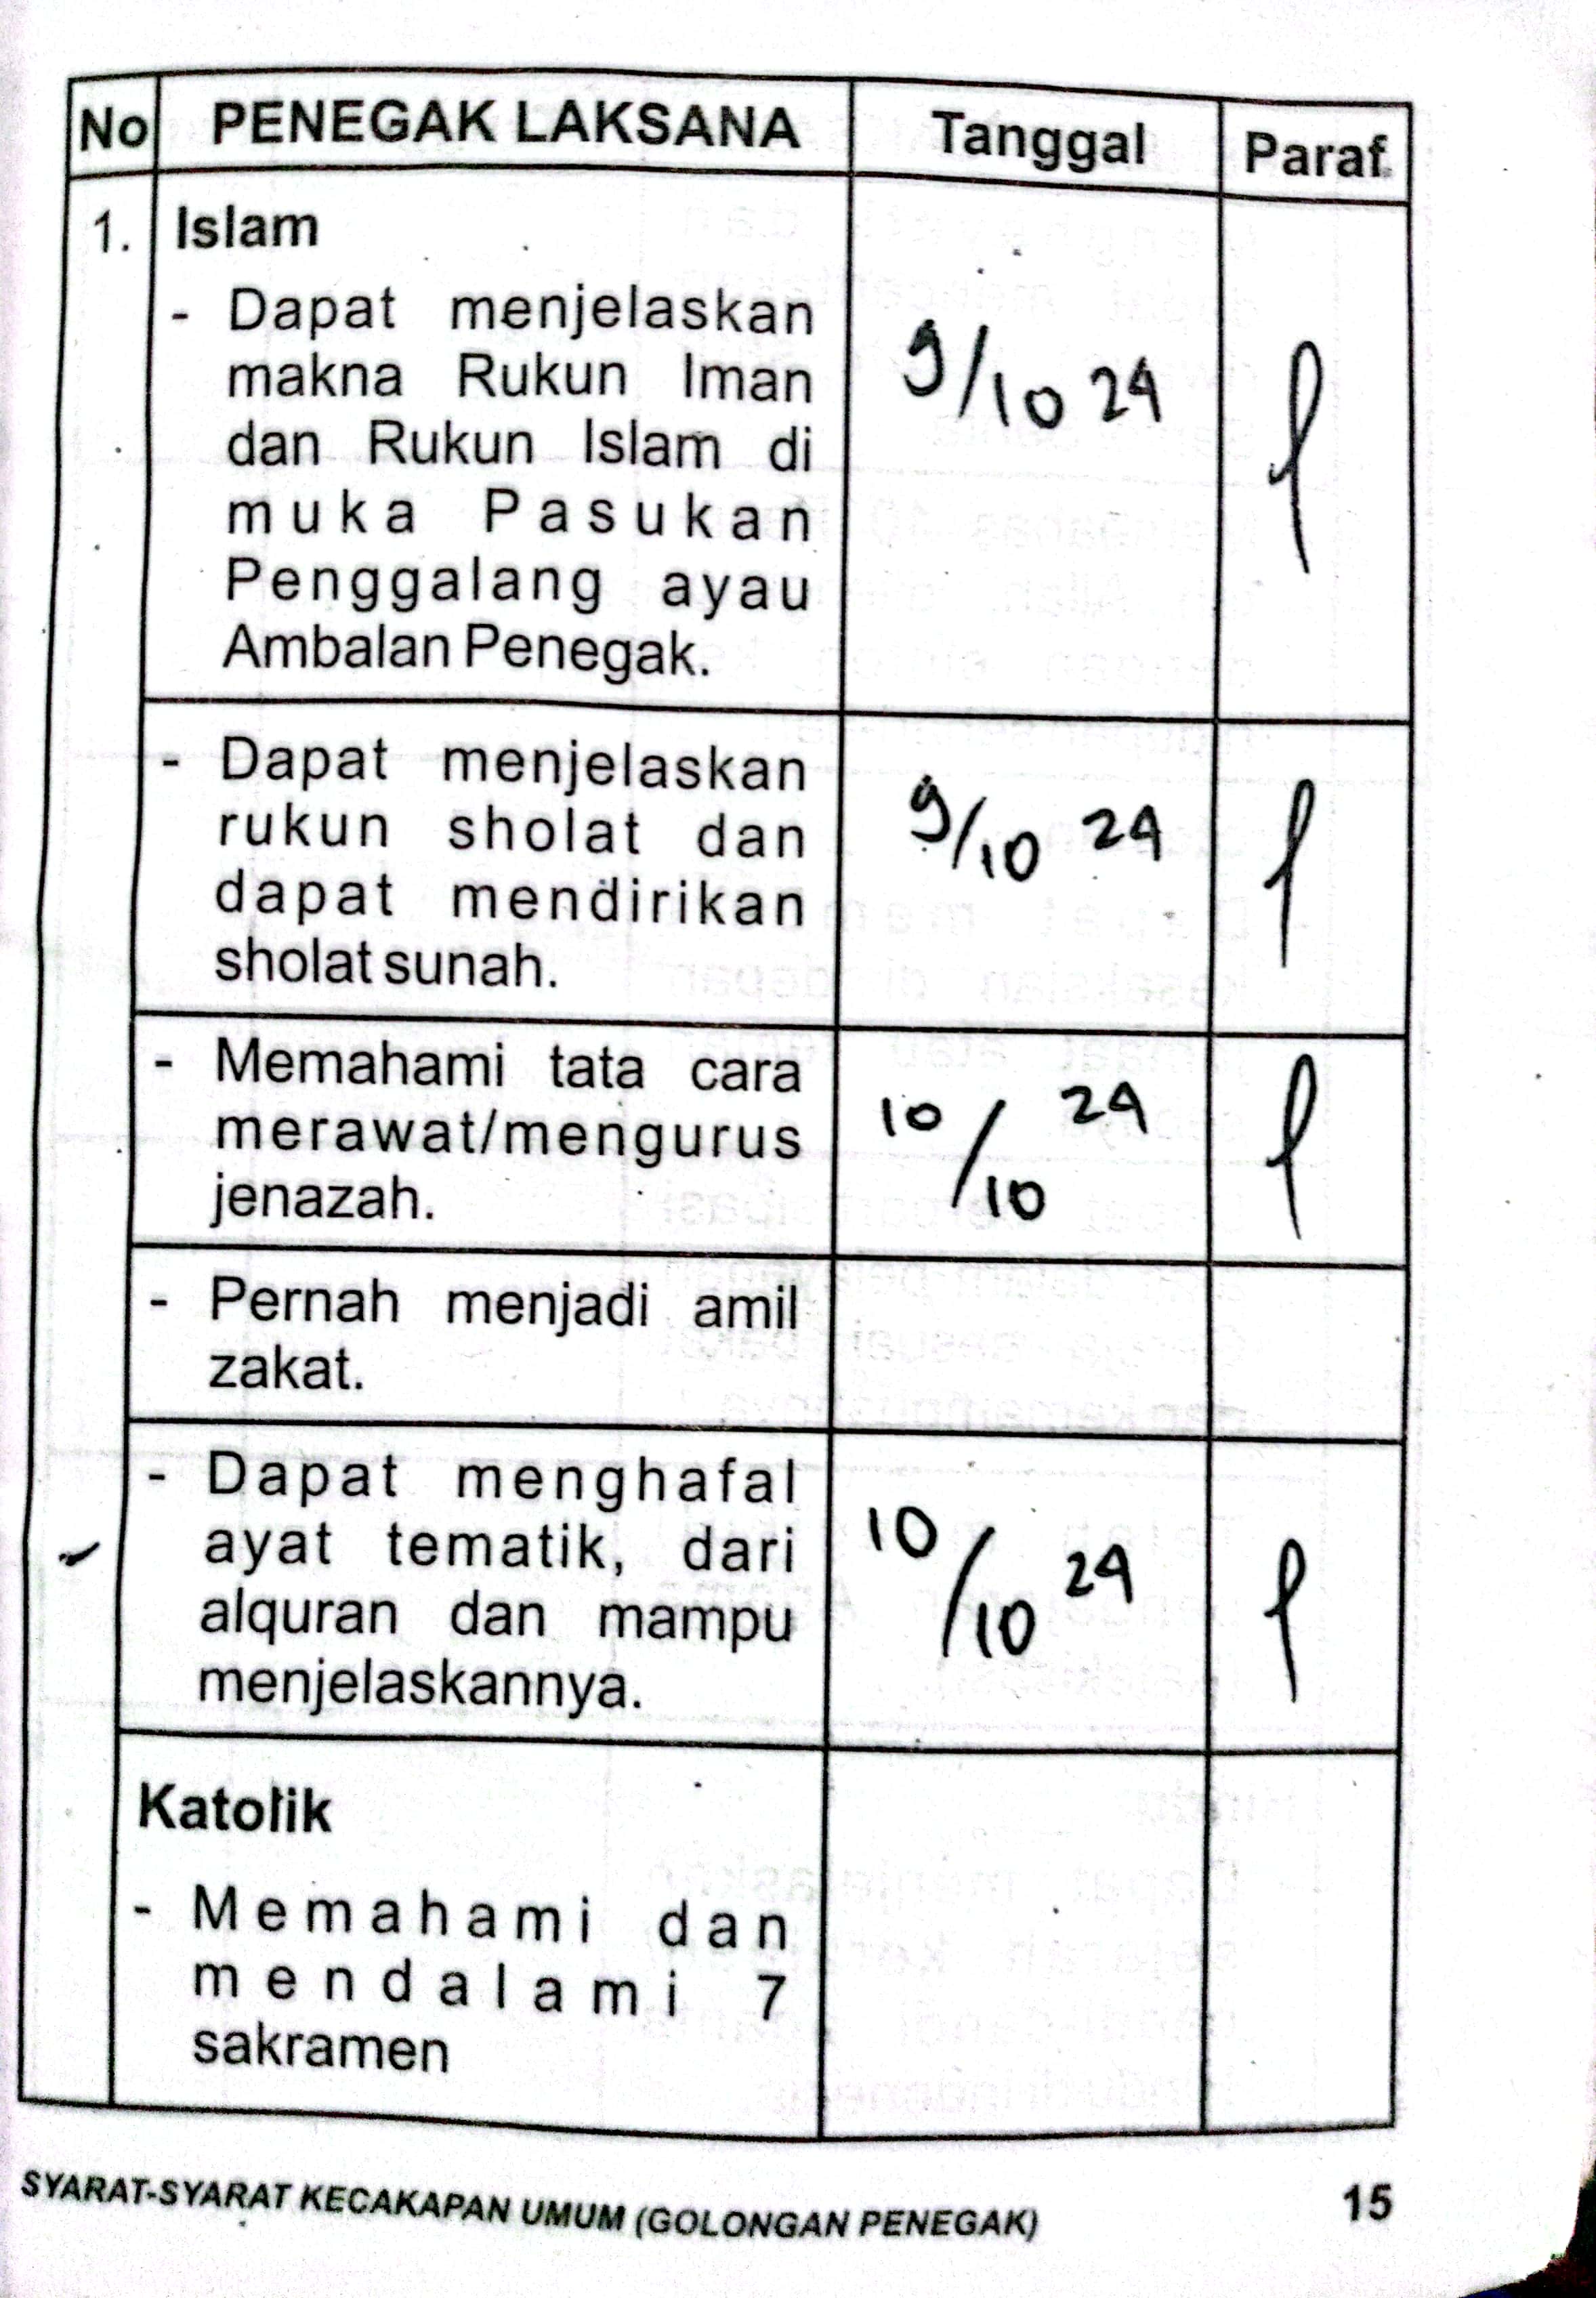 No PENEGAK LAKSANA Tanggal Paraf
1. Islam
- Dapat menjelaskan
makna Rukun Iman
dan Rukun Islam di
muka Pasukan
Penggalang ayau
Ambalan Penegak.
9/10 24
- Dapat menjelaskan
rukun sholat dan
dapat mendirikan
sholat sunah.
9/10 24
- Memahami tata cara
merawat/mengurus
jenazah.
10/10 24
- Pernah menjadi amil
zakat.
- Dapat menghafal
ayat tematik, dari
alquran dan mampu
menjelaskannya.
10/10 24
Katolik
- Memahami dan
mendalami 7
sakramen
SYARAT-SYARAT KECAKAPAN UMUM (GOLONGAN PENEGAK) 15